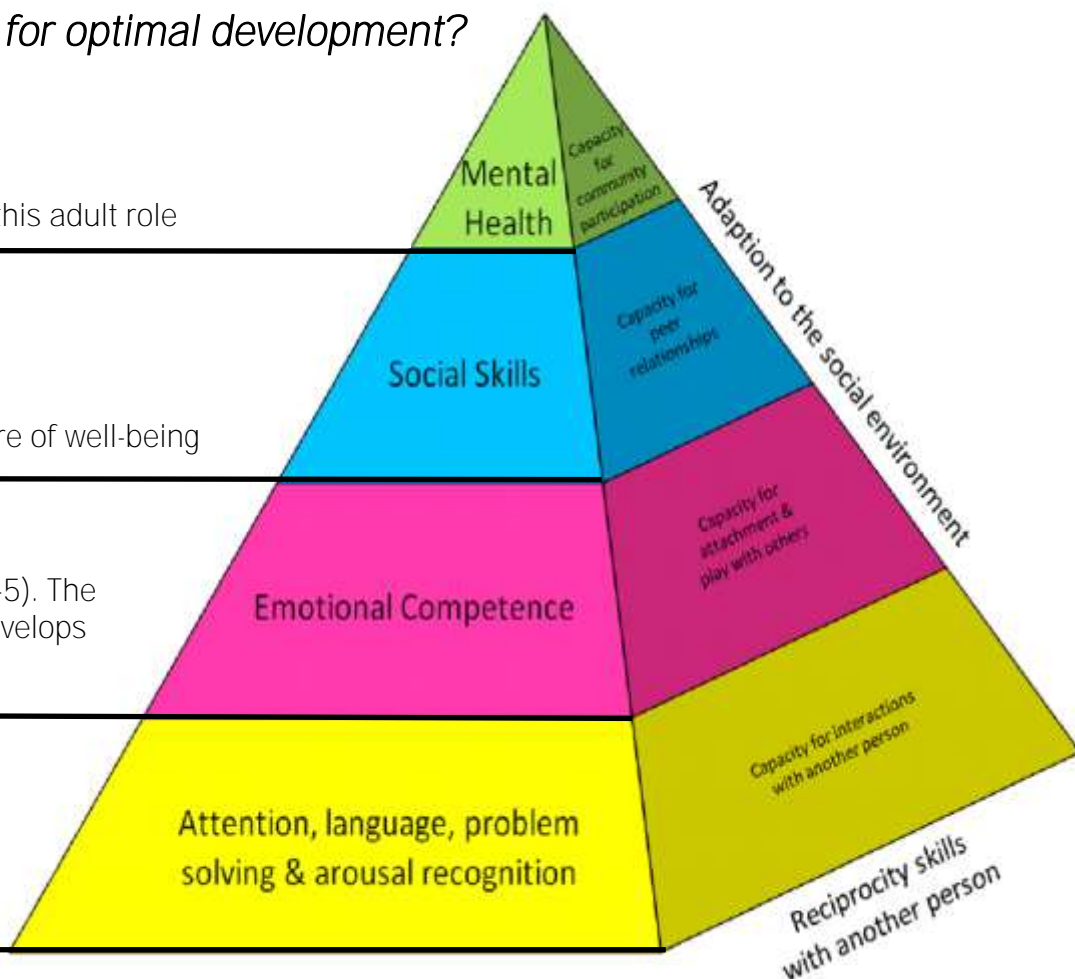 for optimal development?
Mental
Health
Capacity
for
community
participation
this adult role
Social Skills
Capacity for
peer
relationships
re of well-being
Emotional Competence
Capacity for
attachment &
play with others
-5). The
velops
Attention, language, problem
solving & arousal recognition
Capacity for interactions
with another person
Adaption to the social environment
Reciprocity skills
with another person